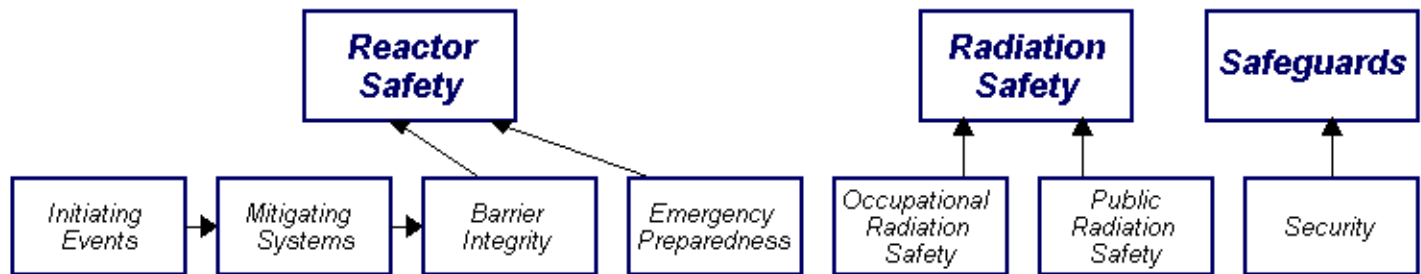 Reactor
Safety
Radiation
Safety
Safeguards
Initiating
Events
Mitigating
Systems
Barrier
Integrity
Emergency
Preparedness
Occupational
Radiation
Safety
Public
Radiation
Safety
Security